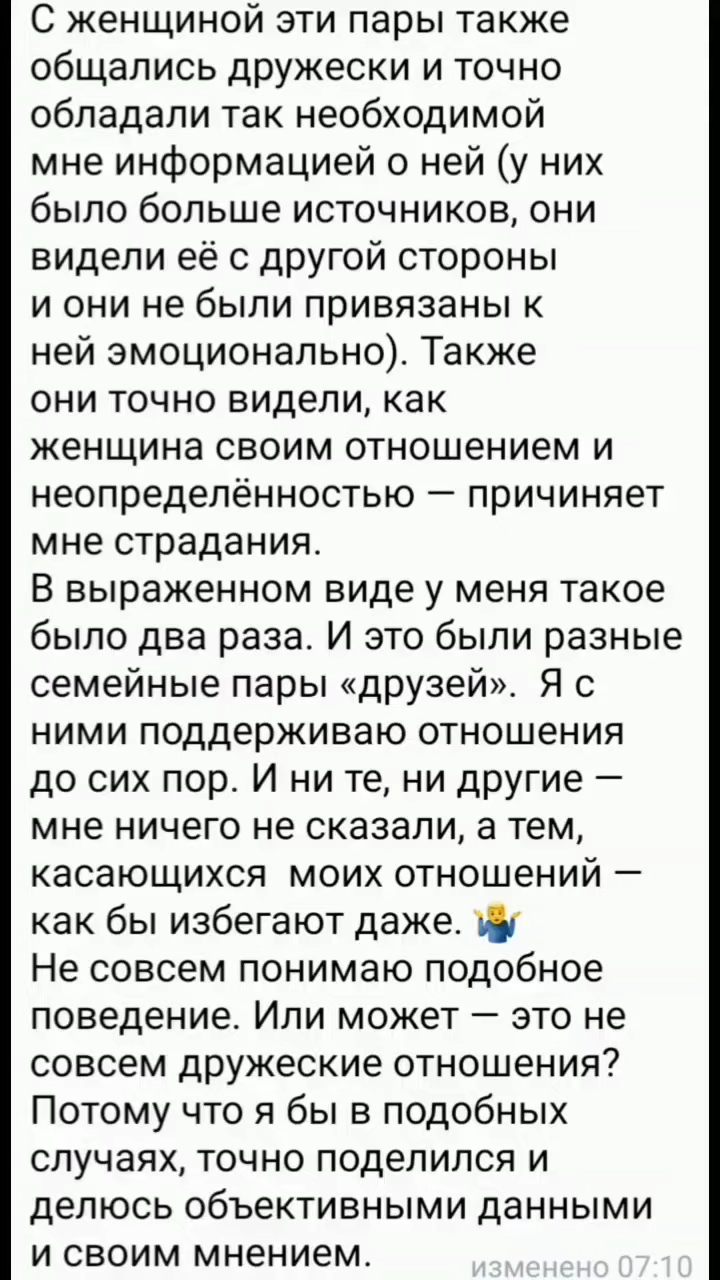 С женщиной эти пары также
общались дружески и точно
обладали так необходимой
мне информацией о ней (у них
было больше источников, они
видели её с другой стороны
и они не были привязаны к
ней эмоционально). Также
они точно видели, как
женщина своим отношением и
неопределённостью — причиняет
мне страдания.
В выраженном виде у меня такое
было два раза. И это были разные
семейные пары «друзей».  Я с
ними поддерживаю отношения
до сих пор. И ни те, ни другие —
мне ничего не сказали, а тем,
касающихся  моих отношений —
как бы избегают даже. 🤷‍♂️
Не совсем понимаю подобное
поведение. Или может — это не
совсем дружеские отношения?
Потому что я бы в подобных
случаях, точно поделился и
делюсь объективными данными
и своим мнением.
изменено 07:10